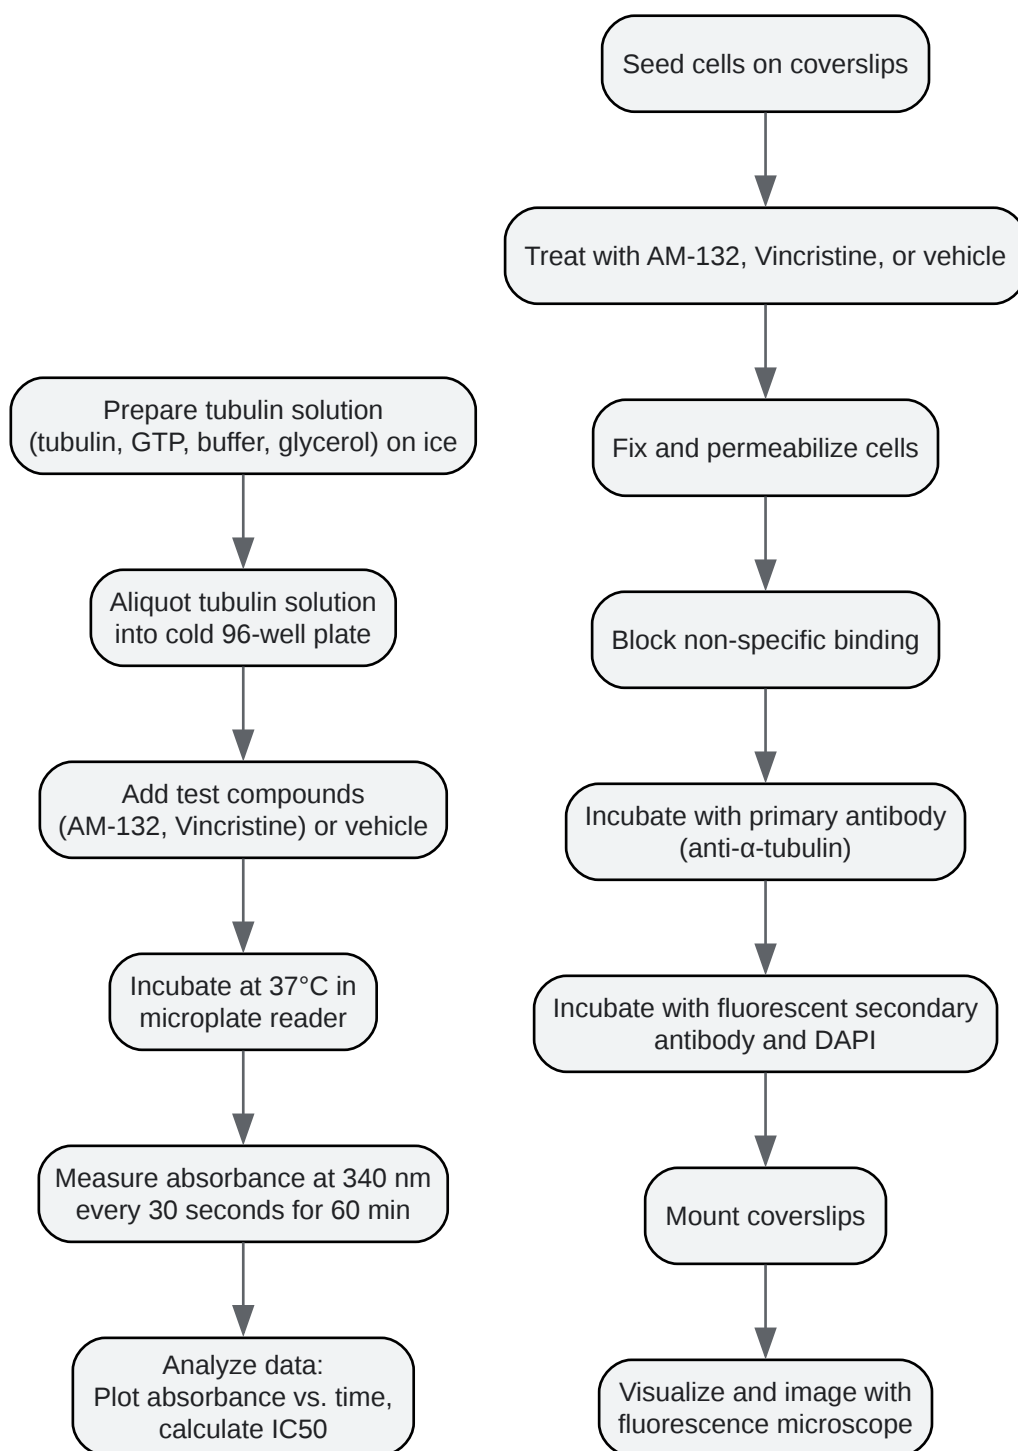 Seed cells on coverslips
Treat with AM-132, Vincristine, or vehicle
Fix and permeabilize cells
Block non-specific binding
Incubate with primary antibody
(anti-α-tubulin)
Incubate with fluorescent secondary
antibody and DAPI
Mount coverslips
Visualize and image with
fluorescence microscope
Prepare tubulin solution
(tubulin, GTP, buffer, glycerol) on ice
Aliquot tubulin solution
into cold 96-well plate
Add test compounds
(AM-132, Vincristine) or vehicle
Incubate at 37°C in
microplate reader
Measure absorbance at 340 nm
every 30 seconds for 60 min
Analyze data:
Plot absorbance vs. time,
calculate IC50